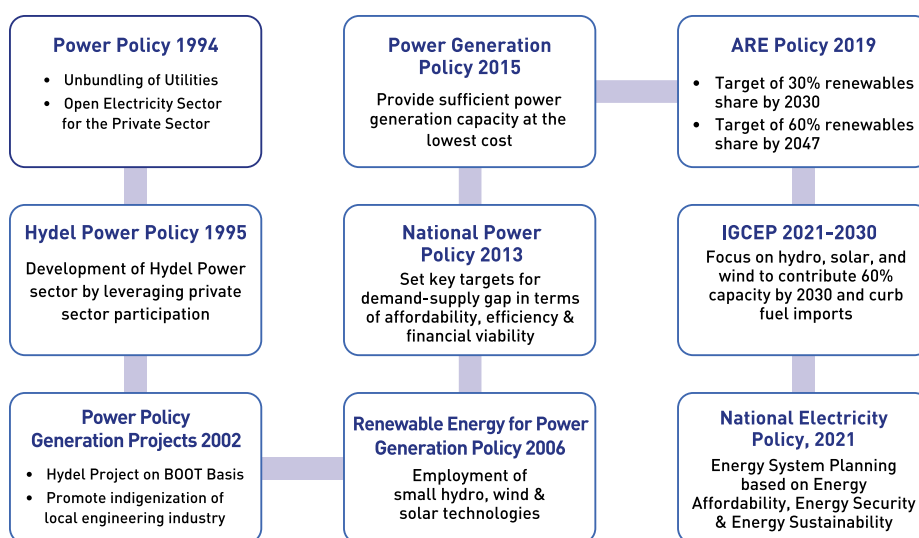 Power Policy 1994
• Unbundling of Utilities
• Open Electricity Sector
for the Private Sector
Hydel Power Policy 1995
Development of Hydel Power
sector by leveraging private
sector participation
Power Policy
Generation Projects 2002
• Hydel Project on BOOT Basis
• Promote indigenization of
local engineering industry
Renewable Energy for Power
Generation Policy 2006
Employment of
small hydro, wind &
solar technologies
National Power
Policy 2013
Set key targets for
demand-supply gap in terms
of affordability, efficiency &
financial viability
Power Generation
Policy 2015
Provide sufficient power
generation capacity at the
lowest cost
ARE Policy 2019
• Target of 30% renewables
share by 2030
• Target of 60% renewables
share by 2047
IGCEP 2021-2030
Focus on hydro, solar, and
wind to contribute 60%
capacity by 2030 and curb
fuel imports
National Electricity
Policy, 2021
Energy System Planning
based on Energy
Affordability, Energy Security
& Energy Sustainability